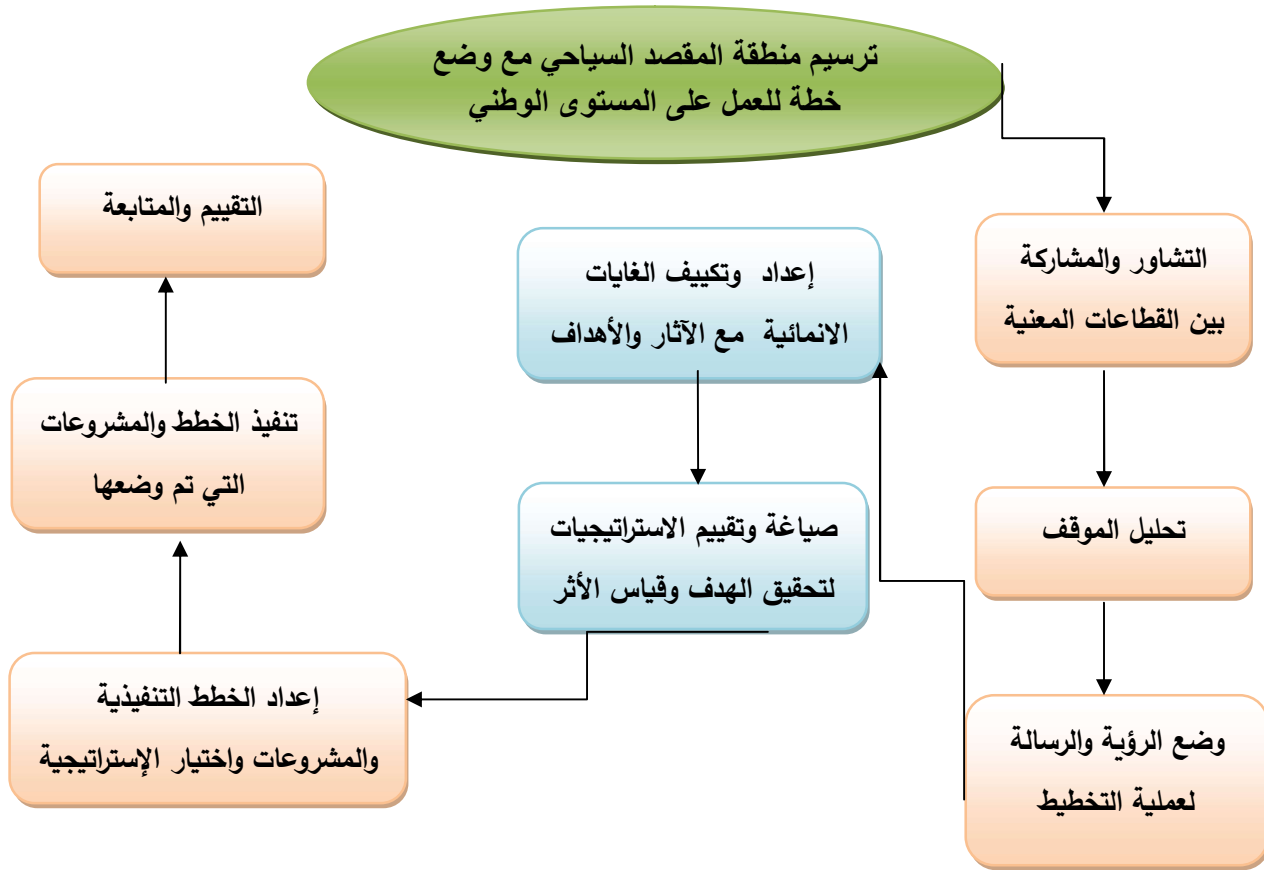 ترسيم منطقة المقصد السياحي مع وضع
خطة للعمل على المستوى الوطني
التشاور والمشاركة
بين القطاعات المعنية
تحليل الموقف
وضع الرؤية والرسالة
لعملية التخطيط
إعداد وتكييف الغايات
الانمائية مع الآثار والأهداف
صياغة وتقييم الاستراتيجيات
لتحقيق الهدف وقياس الأثر
إعداد الخطط التنفيذية
والمشروعات واختيار الإستراتيجية
تنفيذ الخطط والمشروعات
التي تم وضعها
التقييم والمتابعة